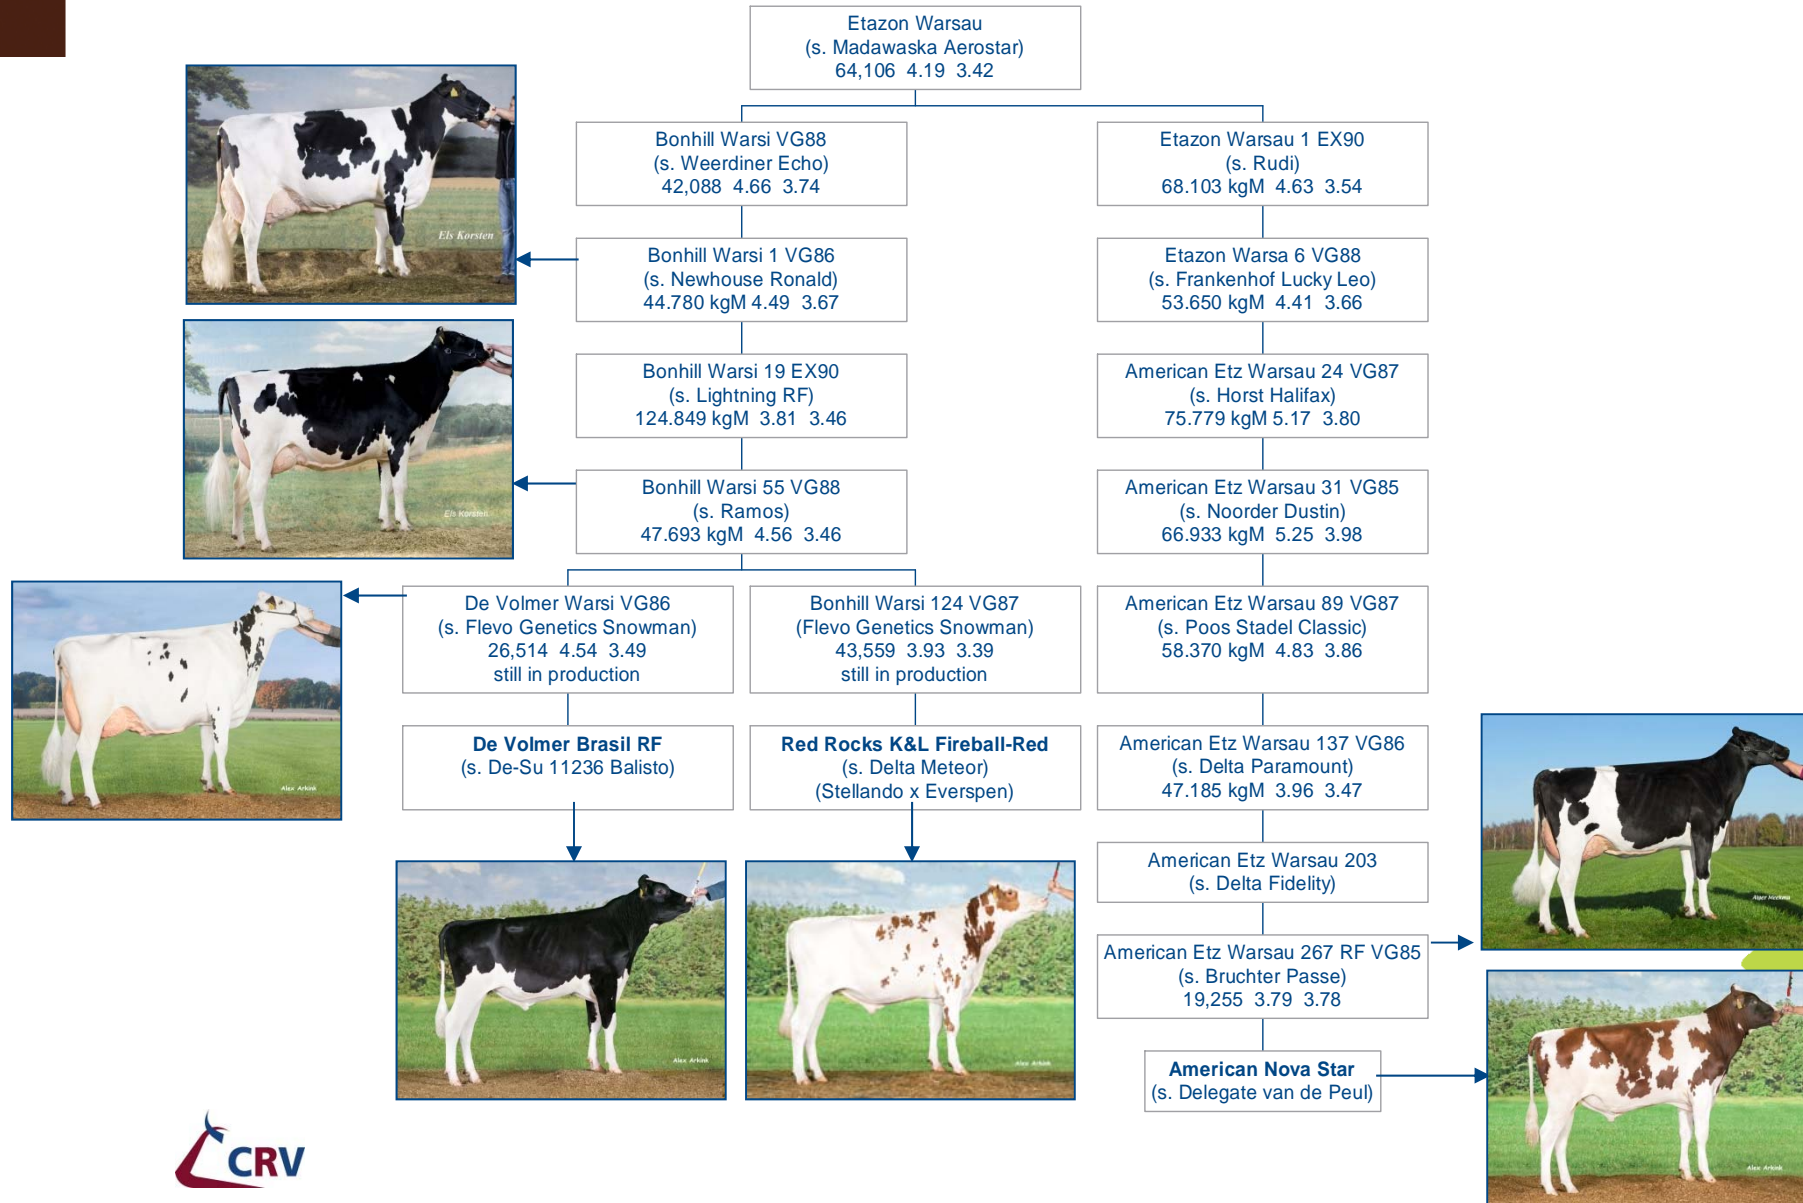 Etazon Warsau
(s. Madawaska Aerostar)
64,106 4.19 3.42
Bonhill Warsi VG88
(s. Weerdiner Echo)
42,088 4.66 3.74
Etazon Warsau 1 EX90
(s. Rudi)
68.103 kgM 4.63 3.54
Els Korsten
Bonhill Warsi 1 VG86
(s. Newhouse Ronald)
44.780 kgM 4.49 3.67
Etazon Warsa 6 VG88
(s. Frankenhof Lucky Leo)
53.650 kgM 4.41 3.66
Bonhill Warsi 19 EX90
(s. Lightning RF)
124.849 kgM 3.81 3.46
American Etz Warsau 24 VG87
(s. Horst Halifax)
75.779 kgM 5.17 3.80
Els Korsten
Bonhill Warsi 55 VG88
(s. Ramos)
47.693 kgM 4.56 3.46
American Etz Warsau 31 VG85
(s. Noorder Dustin)
66.933 kgM 5.25 3.98
De Volmer Warsi VG86
(s. Flevo Genetics Snowman)
26,514 4.54 3.49
still in production
Bonhill Warsi 124 VG87
(Flevo Genetics Snowman)
43,559 3.93 3.39
still in production
American Etz Warsau 89 VG87
(s. Poos Stadel Classic)
58.370 kgM 4.83 3.86
Alex Arkink
De Volmer Brasil RF
(s. De-Su 11236 Balisto)
Red Rocks K&L Fireball-Red
(s. Delta Meteor)
(Stellando x Everspen)
American Etz Warsau 137 VG86
(s. Delta Paramount)
47.185 kgM 3.96 3.47
American Etz Warsau 203
(s. Delta Fidelity)
American Etz Warsau 267 RF VG85
(s. Bruchter Passe)
19,255 3.79 3.78
Alex Arkink
Alex Arkink
American Nova Star
(s. Delegate van de Peul)
Alex Arkink
CRV